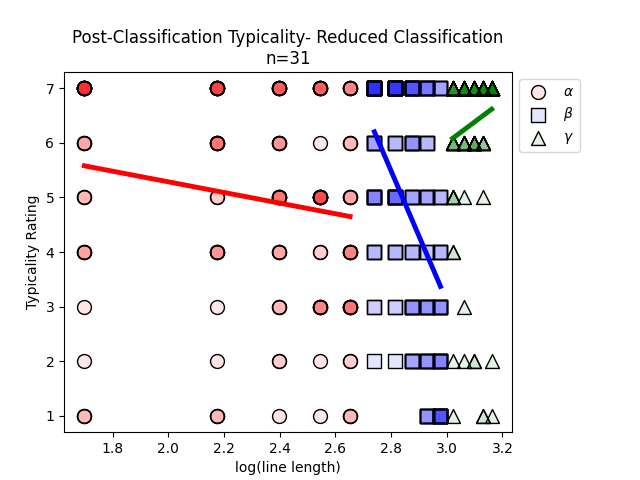 Post-Classification Typicality- Reduced Classification
n=31
Typicality Rating
7
6
5
4
3
2
1
1.8 2.0 2.2 2.4 2.6 2.8 3.0 3.2
log(line length)
α
β
γ